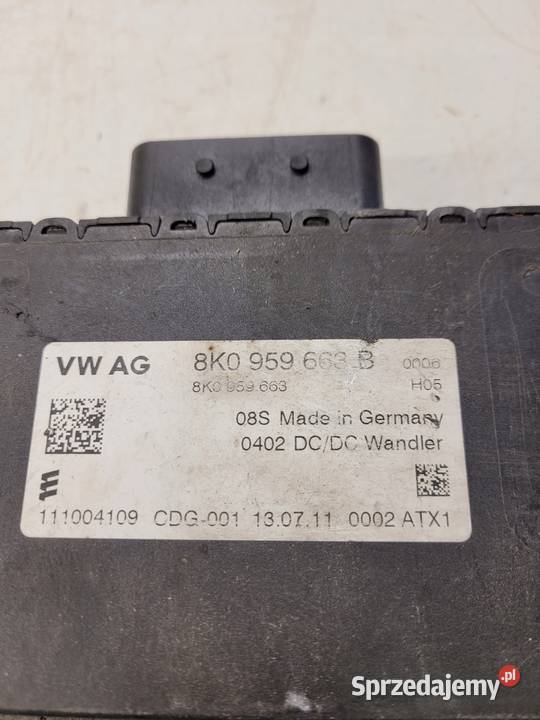 VW AG 8K0 959 663 B 0006
8K0 959 663 H05
08S Made in Germany
0402 DC/DC Wandler
111004109 CDG-001 13.07.11 0002 ATX1
Sprzedajemy.pl